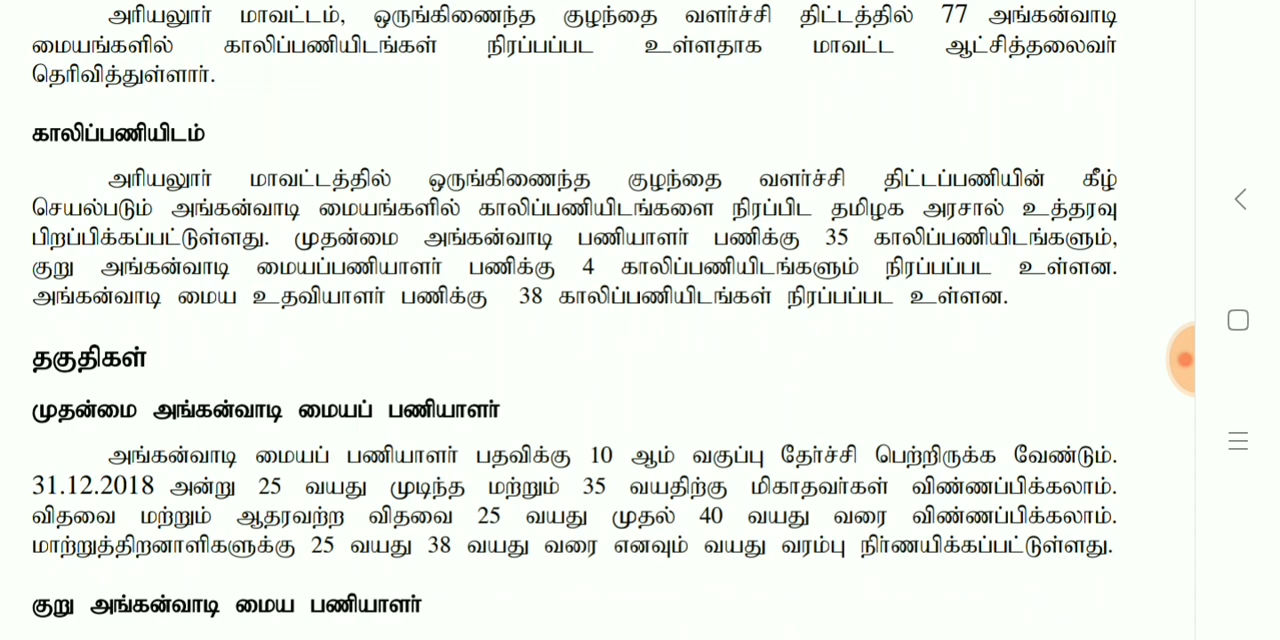 அரியலூர் மாவட்டம், ஒருங்கிணைந்த குழந்தை வளர்ச்சி திட்டத்தில் 77 அங்கன்வாடி
மையங்களில் காலிப்பணியிடங்கள் நிரப்பப்பட உள்ளதாக மாவட்ட ஆட்சித்தலைவர்
தெரிவித்துள்ளார்.
காலிப்பணியிடம்
அரியலூர் மாவட்டத்தில் ஒருங்கிணைந்த குழந்தை வளர்ச்சி திட்டப்பணியின் கீழ்
செயல்படும் அங்கன்வாடி மையங்களில் காலிப்பணியிடங்களை நிரப்பிட தமிழக அரசால் உத்தரவு
பிறப்பிக்கப்பட்டுள்ளது. முதன்மை அங்கன்வாடி பணியாளர் பணிக்கு 35 காலிப்பணியிடங்களும்,
குறு அங்கன்வாடி மையப்பணியாளர் பணிக்கு 4 காலிப்பணியிடங்களும் நிரப்பப்பட உள்ளன.
அங்கன்வாடி மைய உதவியாளர் பணிக்கு 38 காலிப்பணியிடங்கள் நிரப்பப்பட உள்ளன.
தகுதிகள்
முதன்மை அங்கன்வாடி மையப் பணியாளர்
அங்கன்வாடி மையப் பணியாளர் பதவிக்கு 10 ஆம் வகுப்பு தேர்ச்சி பெற்றிருக்க வேண்டும்.
31.12.2018 அன்று 25 வயது முடிந்த மற்றும் 35 வயதிற்கு மிகாதவர்கள் விண்ணப்பிக்கலாம்.
விதவை மற்றும் ஆதரவற்ற விதவை 25 வயது முதல் 40 வயது வரை விண்ணப்பிக்கலாம்.
மாற்றுத்திறனாளிகளுக்கு 25 வயது 38 வயது வரை எனவும் வயது வரம்பு நிர்ணயிக்கப்பட்டுள்ளது.
குறு அங்கன்வாடி மைய பணியாளர்